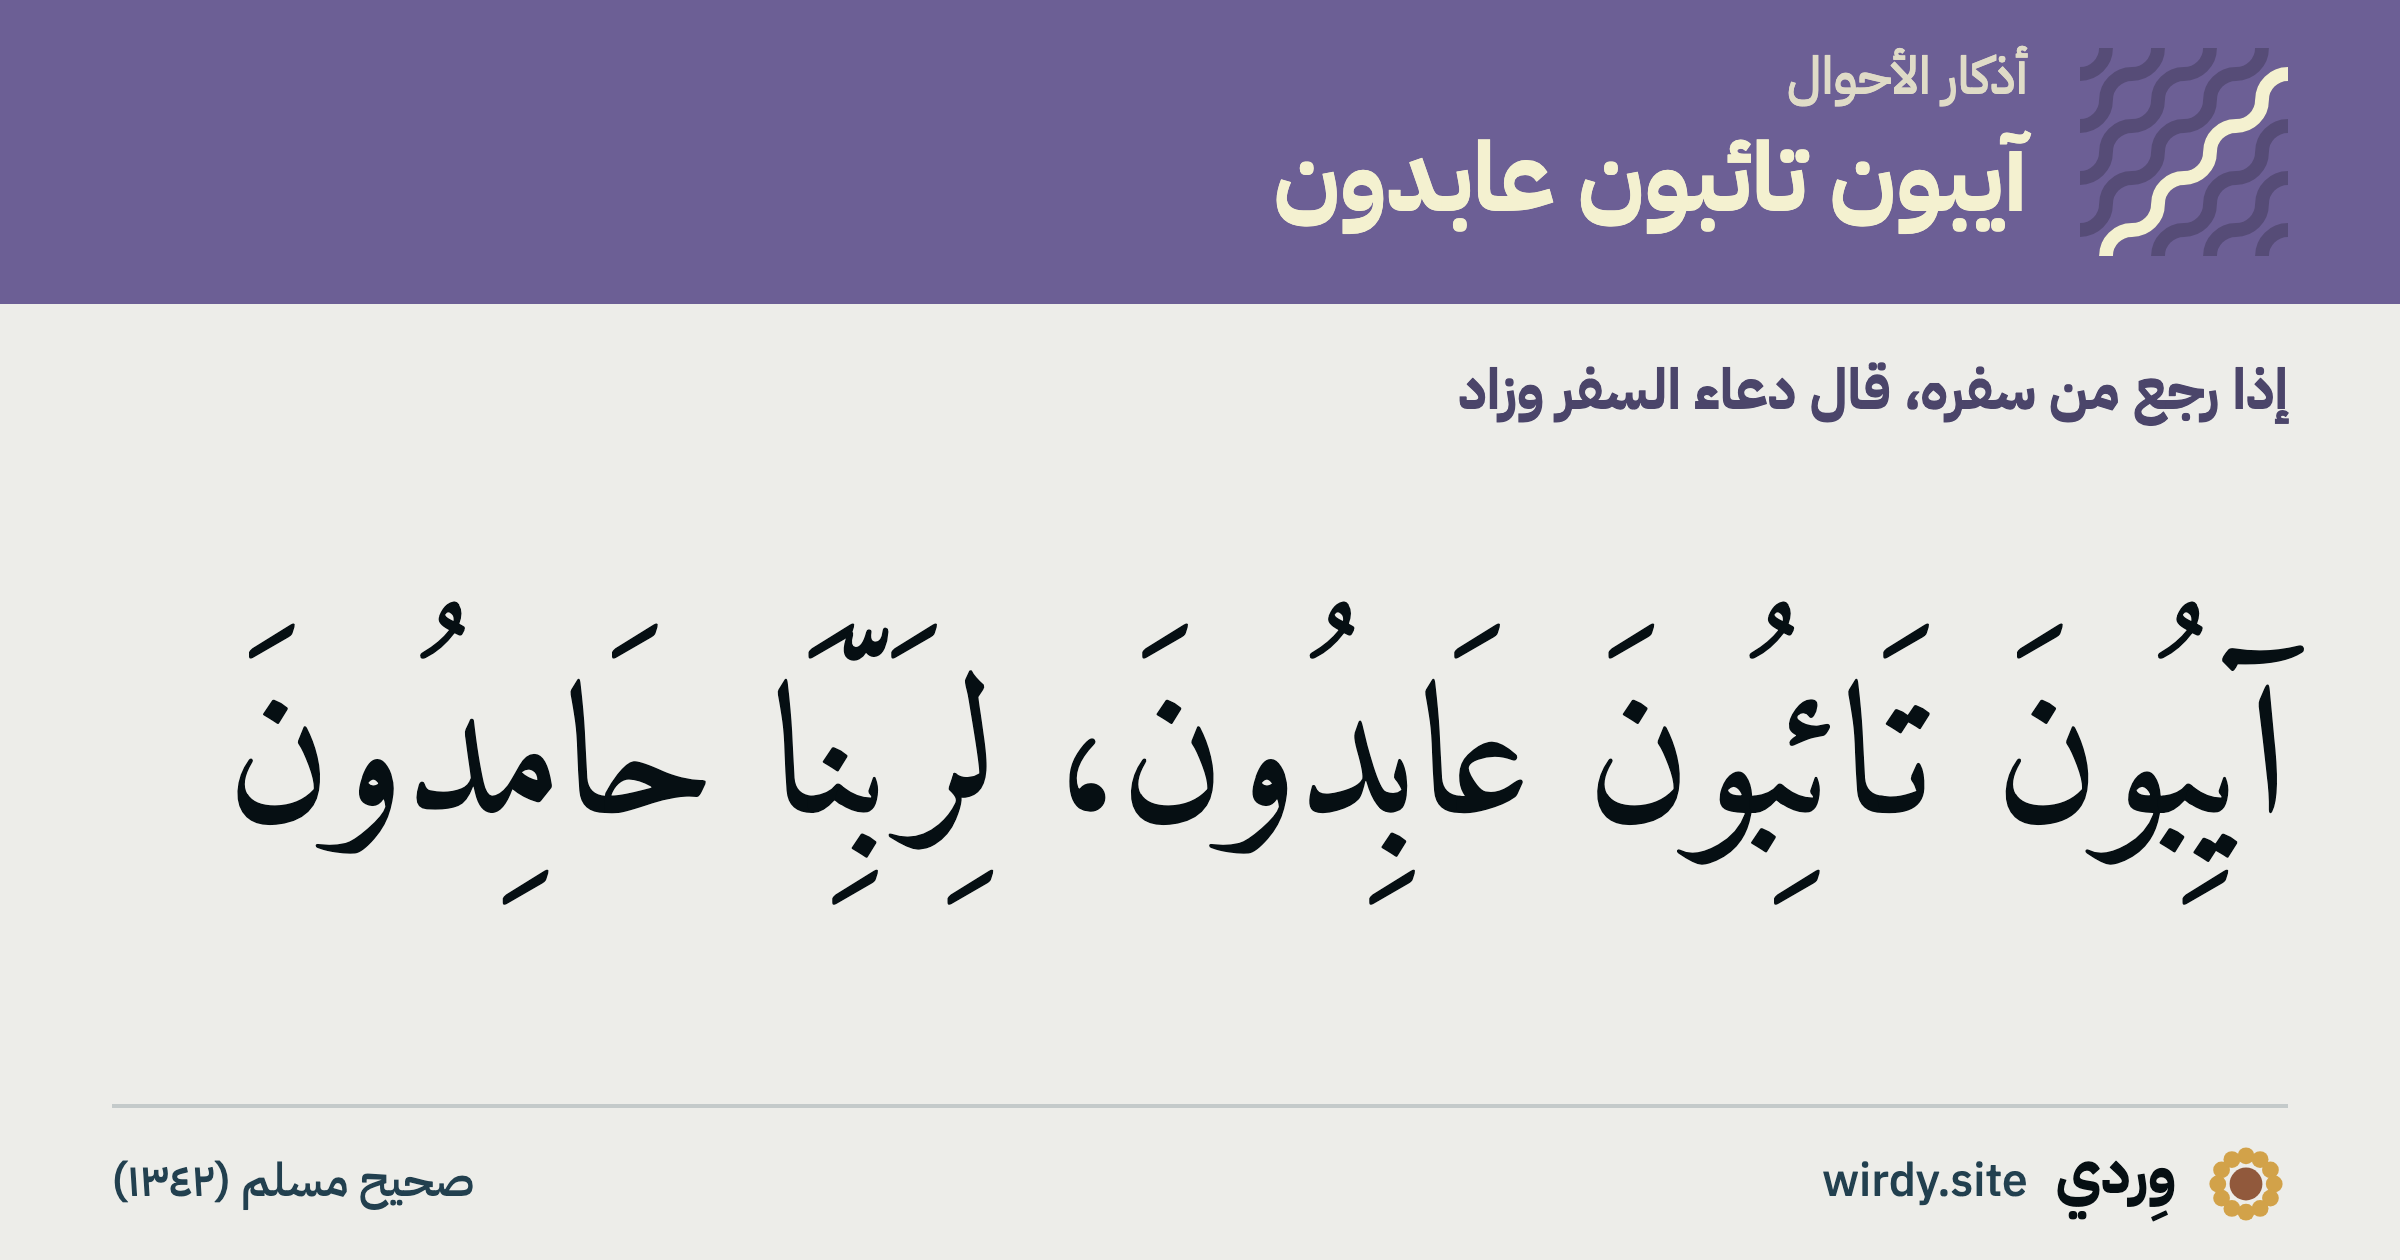 أذكار الأحوال
آيبون تائبون عابدون
إذا رجع من سفره، قال دعاء السفر وزاد
آيِبُونَ تَائِبُونَ عَابِدُونَ، لِرَبِّنَا حَامِدُونَ
وِردي wirdy.site
صحيح مسلم (١٣٤٢)